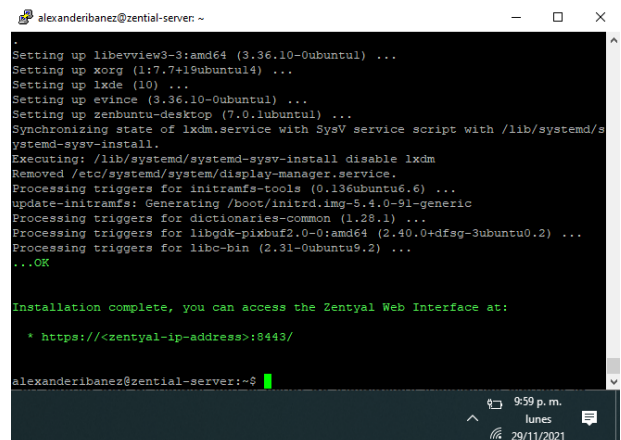 alexanderibanez@zential-server: ~
.
Setting up libevview3-3:amd64 (3.36.10-0ubuntu1) ...
Setting up xorg (1:7.7+19ubuntu14) ...
Setting up lxde (10) ...
Setting up evince (3.36.10-0ubuntu1) ...
Setting up zenbuntu-desktop (7.0.1ubuntu1) ...
Synchronizing state of lxdm.service with SysV service script with /lib/systemd/s
ystemd-sysv-install.
Executing: /lib/systemd/systemd-sysv-install disable lxdm
Removed /etc/systemd/system/display-manager.service.
Processing triggers for initramfs-tools (0.136ubuntu6.6) ...
update-initramfs: Generating /boot/initrd.img-5.4.0-91-generic
Processing triggers for dictionaries-common (1.28.1) ...
Processing triggers for libgdk-pixbuf2.0-0:amd64 (2.40.0+dfsg-3ubuntu0.2) ...
Processing triggers for libc-bin (2.31-0ubuntu9.2) ...
...OK
Installation complete, you can access the Zentyal Web Interface at:
* https://<zentyal-ip-address>:8443/
alexanderibanez@zential-server:~$
9:59 p. m.
lunes
29/11/2021